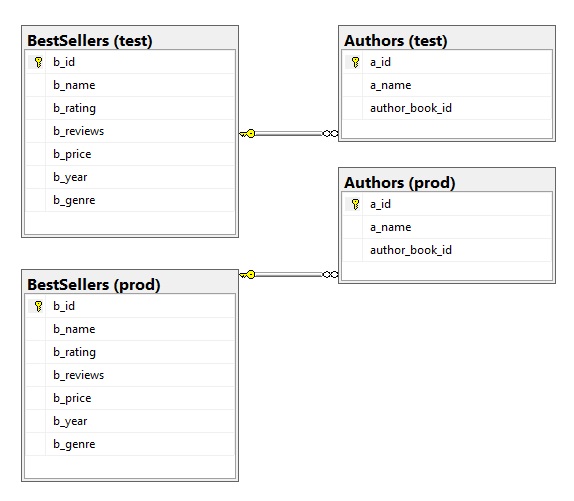 BestSellers (test)
b_id
b_name
b_rating
b_reviews
b_price
b_year
b_genre
Authors (test)
a_id
a_name
author_book_id
Authors (prod)
a_id
a_name
author_book_id
BestSellers (prod)
b_id
b_name
b_rating
b_reviews
b_price
b_year
b_genre